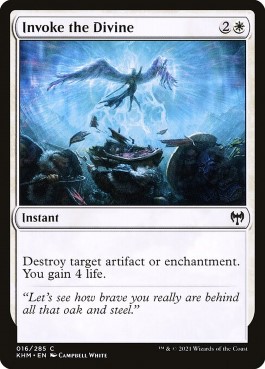 Invoke the Divine 2
Instant
Destroy target artifact or enchantment.
You gain 4 life.
"Let's see how brave you really are behind
all that oak and steel."
016/285 C
KHM • EN CAMPBELL WHITE
™ & © 2021 Wizards of the Coast